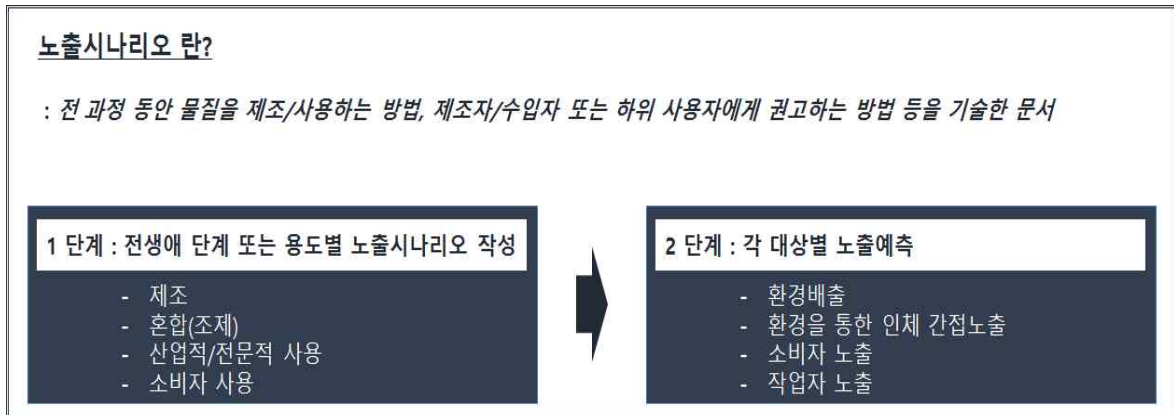 노출시나리오 란?
: 전 과정 동안 물질을 제조/사용하는 방법, 제조자/수입자 또는 하위 사용자에게 권고하는 방법 등을 기술한 문서
1 단계 : 전생애 단계 또는 용도별 노출시나리오 작성
- 제조
- 혼합(조제)
- 산업적/전문적 사용
- 소비자 사용
2 단계 : 각 대상별 노출예측
- 환경배출
- 환경을 통한 인체 간접노출
- 소비자 노출
- 작업자 노출